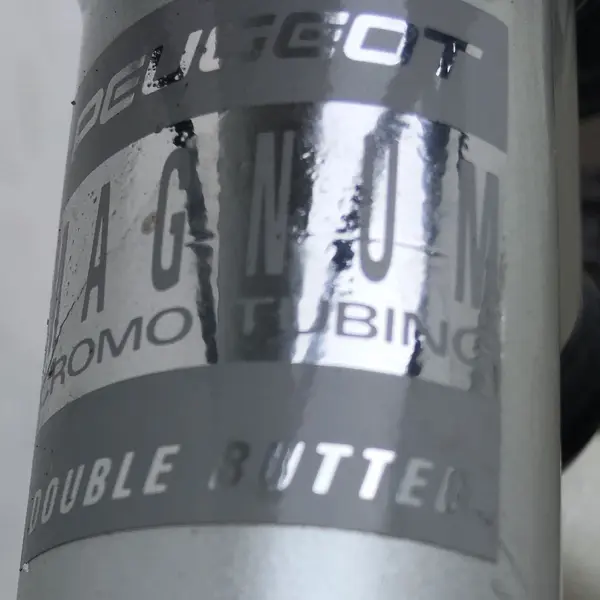 PEUGEOT
MAGNUM
CROMO TUBING
DOUBLE BUTTED